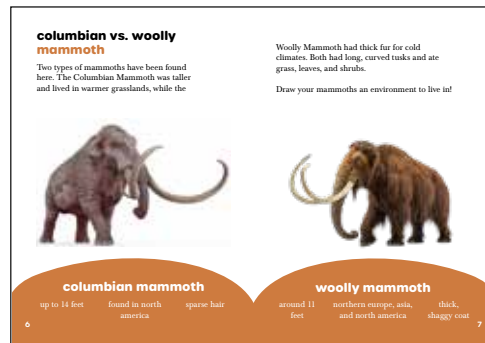 columbian vs. woolly
mammoth
Two types of mammoths have been found
here. The Columbian Mammoth was taller
and lived in warmer grasslands, while the
Woolly Mammoth had thick fur for cold
climates. Both had long, curved tusks and ate
grass, leaves, and shrubs.
Draw your mammoths an environment to live in!
columbian mammoth
up to 14 feet
found in north
america
sparse hair
6
woolly mammoth
around 11
feet
northern europe, asia,
and north america
thick,
shaggy coat
7